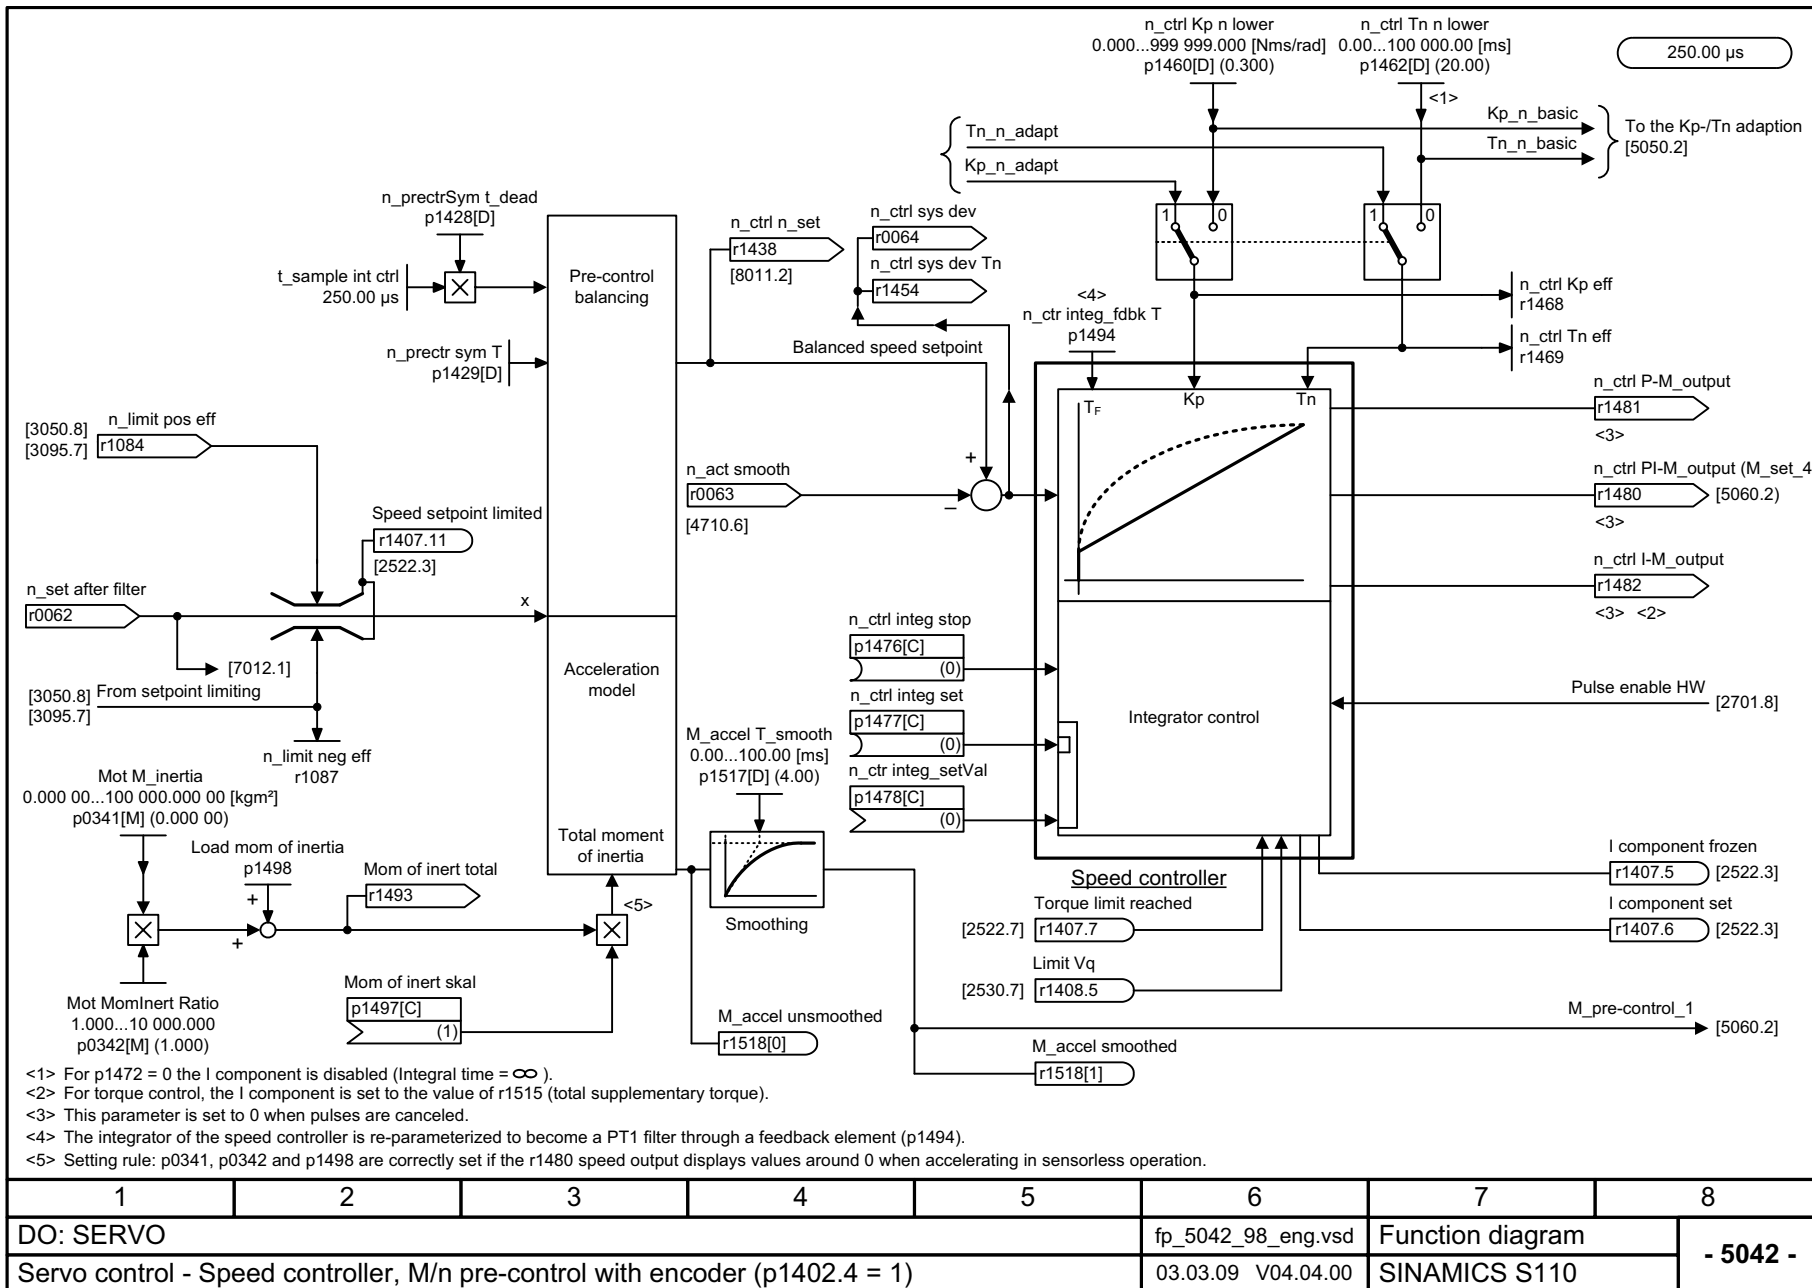 n_ctrl Kp n lower
0.000...999 999.000 [Nms/rad]
p1460[D] (0.300)
n_ctrl Tn n lower
0.00...100 000.00 [ms]
p1462[D] (20.00)
<1>
250.00 µs
Kp_n_basic
Tn_n_basic
To the Kp-/Tn adaption
[5050.2]
Tn_n_adapt
Kp_n_adapt
1 0
1 0
n_prectrSym t_dead
p1428[D]
t_sample int ctrl
250.00 µs
X
Pre-control
balancing
n_ctrl n_set
r1438
[8011.2]
n_ctrl sys dev
r0064
n_ctrl sys dev Tn
r1454
<4>
n_ctr integ_fdbk T
p1494
n_ctrl Kp eff
r1468
n_ctrl Tn eff
r1469
n_prectr sym T
p1429[D]
Balanced speed setpoint
TF
Kp
Tn
n_ctrl P-M_output
r1481
<3>
[3050.8]
[3095.7]
n_limit pos eff
r1084
n_act smooth
r0063
[4710.6]
+
–
n_ctrl PI-M_output (M_set_4
r1480
[5060.2)
<3>
Speed setpoint limited
r1407.11
[2522.3]
n_ctrl I-M_output
r1482
<3> <2>
n_set after filter
r0062
x
[7012.1]
[3050.8]
[3095.7]
From setpoint limiting
n_limit neg eff
r1087
Acceleration
model
n_ctrl integ stop
p1476[C]
(0)
n_ctrl integ set
p1477[C]
(0)
n_ctr integ_setVal
p1478[C]
(0)
Integrator control
Pulse enable HW
[2701.8]
M_accel T_smooth
0.00...100.00 [ms]
p1517[D] (4.00)
Mot M_inertia
0.000 00...100 000.000 00 [kgm²]
p0341[M] (0.000 00)
Load mom of inertia
p1498
+
+
Mom of inert total
r1493
Total moment
of inertia
<5>
X
X
Smoothing
Speed controller
Torque limit reached
[2522.7]
r1407.7
Limit Vq
[2530.7]
r1408.5
I component frozen
r1407.5
[2522.3]
I component set
r1407.6
[2522.3]
Mot MomInert Ratio
1.000...10 000.000
p0342[M] (1.000)
Mom of inert skal
p1497[C]
(1)
M_accel unsmoothed
r1518[0]
M_accel smoothed
r1518[1]
M_pre-control_1
[5060.2]
<1> For p1472 = 0 the I component is disabled (Integral time = ∞ ).
<2> For torque control, the I component is set to the value of r1515 (total supplementary torque).
<3> This parameter is set to 0 when pulses are canceled.
<4> The integrator of the speed controller is re-parameterized to become a PT1 filter through a feedback element (p1494).
<5> Setting rule: p0341, p0342 and p1498 are correctly set if the r1480 speed output displays values around 0 when accelerating in sensorless operation.
1 2 3 4 5 6 7 8
DO: SERVO
fp_5042_98_eng.vsd
Function diagram
- 5042 -
Servo control - Speed controller, M/n pre-control with encoder (p1402.4 = 1)
03.03.09 V04.04.00
SINAMICS S110